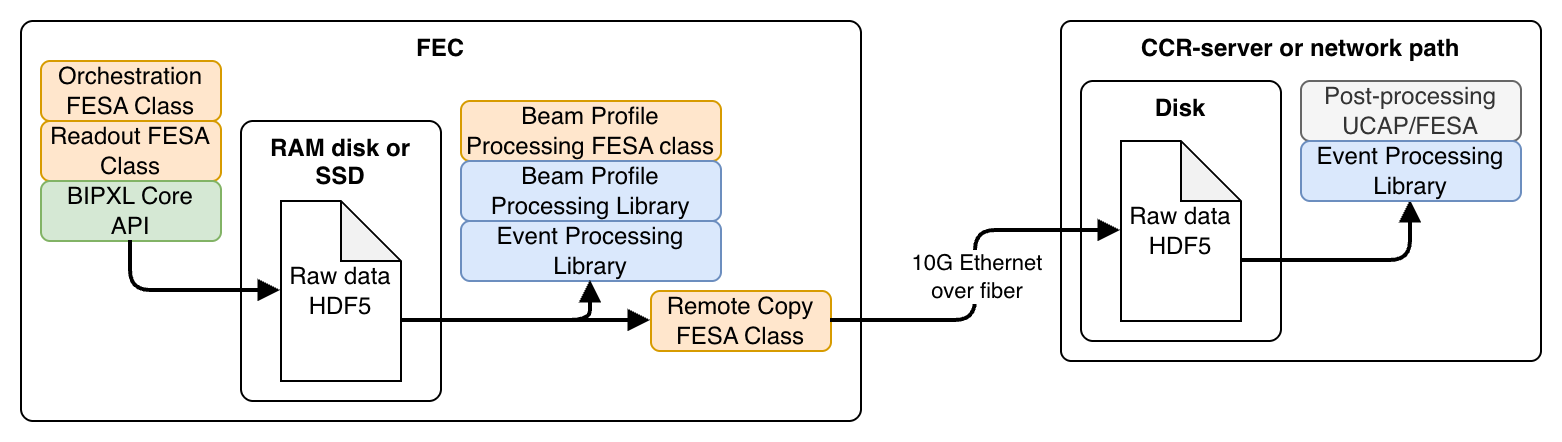 FEC
Orchestration
FESA Class
Readout FESA
Class
BIPXL Core
API
RAM disk or
SSD
Raw data
HDF5
Beam Profile
Processing FESA class
Beam Profile
Processing Library
Event Processing
Library
Remote Copy
FESA Class
10G Ethernet
over fiber
CCR-server or network path
Disk
Raw data
HDF5
Post-processing
UCAP/FESA
Event Processing
Library